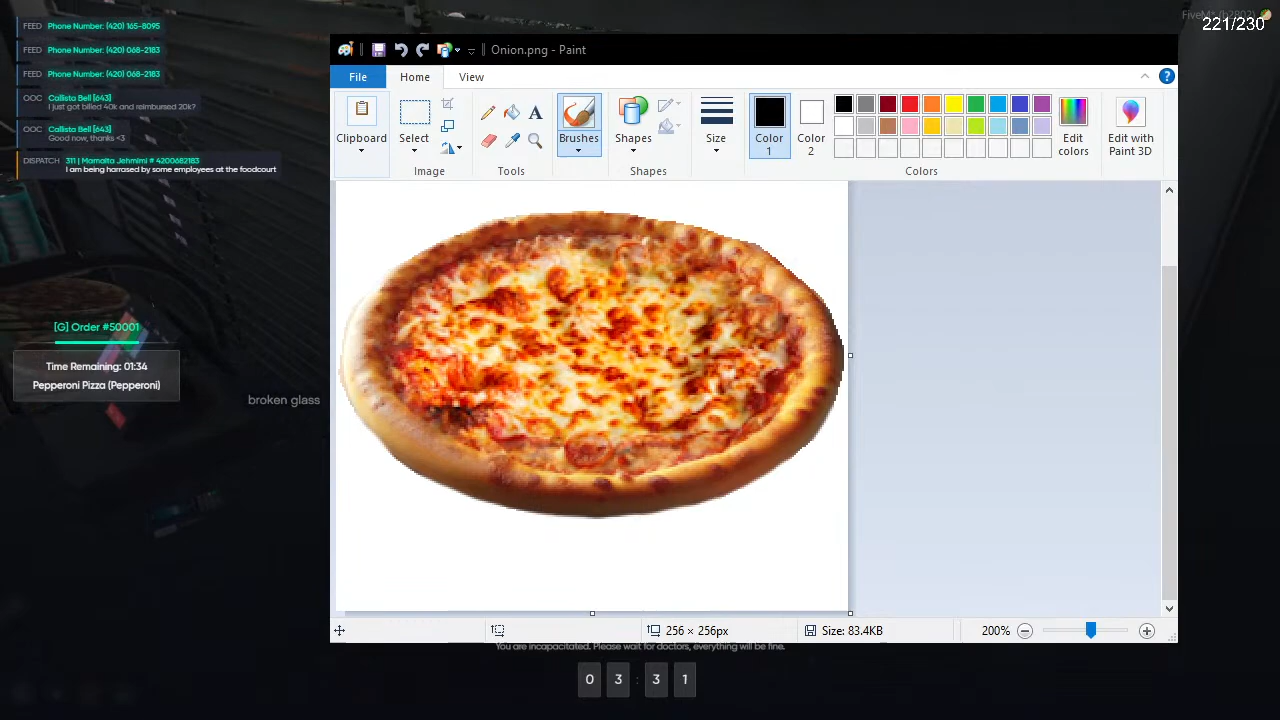 FiveM® (b2802)
221/230
FEED Phone Number: (420) 165-8095
FEED Phone Number: (420) 068-2183
FEED Phone Number: (420) 068-2183
OOC Callista Bell [643]
I just got billed 40k and reimbursed 20k?
OOC Callista Bell [643]
Good now, thanks <3
DISPATCH 311 | Momaita Jehmimi # 4200682183
I am being harrased by some employees at the foodcourt
[G] Order #S0001
Time Remaining: 01:34
Pepperoni Pizza (Pepperoni)
broken glass
Onion.png - Paint
File Home View
Clipboard
Select
Image
A
Tools
Brushes
Shapes
Shapes
Size
Color
1
Color
2
Edit
colors
Colors
Edit with
Paint 3D
256 × 256px
Size: 83.4KB
200%
You are incapacitated. Please wait for doctors, everything will be fine.
0 3 : 3 1